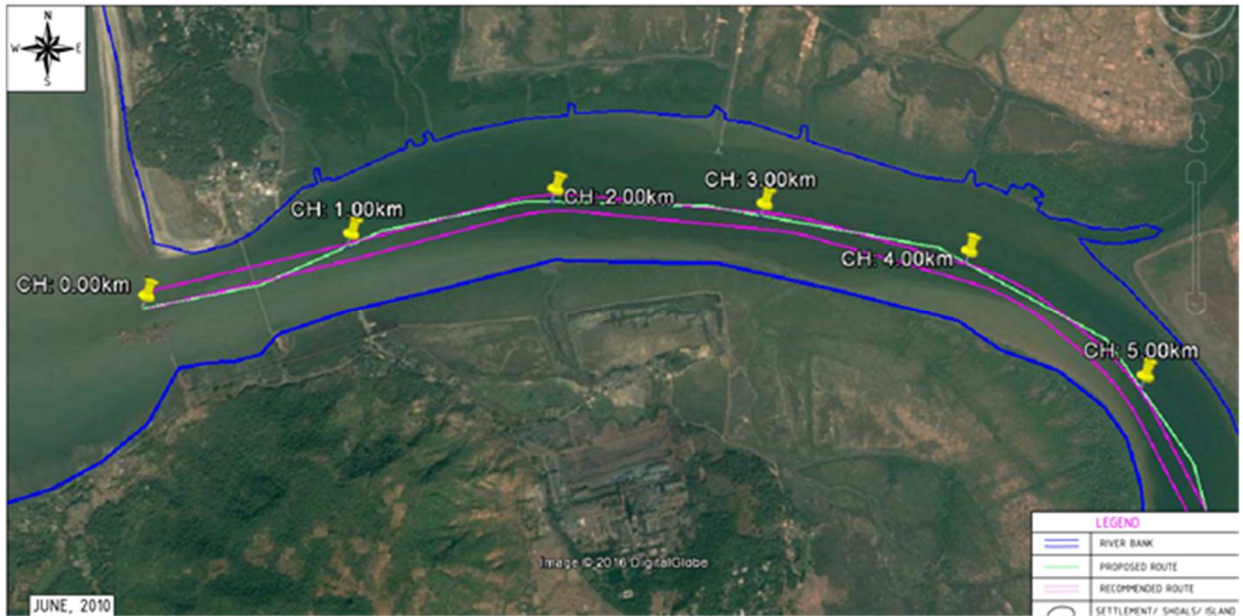 N
W E
S
CH: 0.00km
CH: 1.00km
CH: 2.00km
CH: 3.00km
CH: 4.00km
CH: 5.00km
Image © 2016 DigitalGlobe
JUNE, 2010
LEGEND
RIVER BANK
PROPOSED ROUTE
RECOMMENDED ROUTE
SETTLEMENT/ SHOALS/ ISLAND